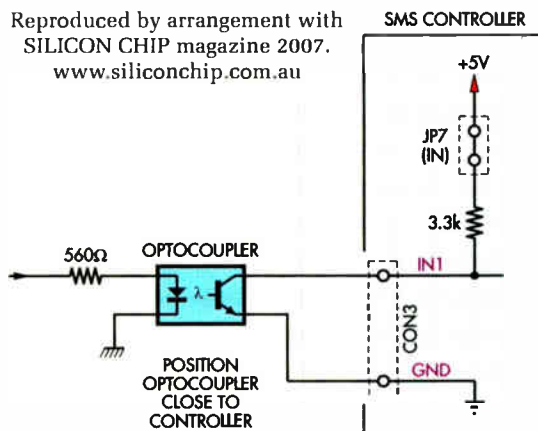 Reproduced by arrangement with
SILICON CHIP magazine 2007.
www.siliconchip.com.au
SMS CONTROLLER
+5V
JP7
(IN)
3.3k
560Ω
OPTOCOUPLER
λ
IN1
CON3
GND
POSITION
OPTOCOUPLER
CLOSE TO
CONTROLLER